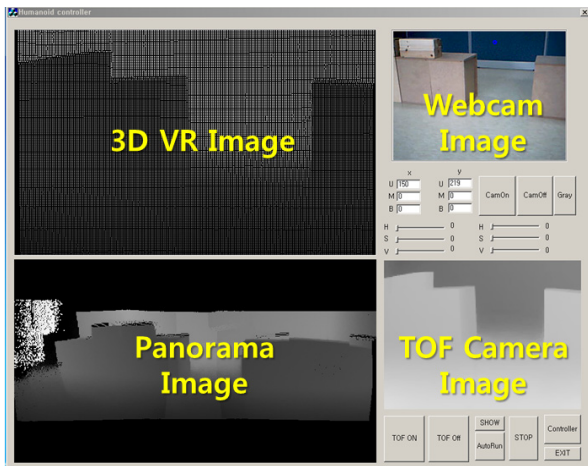 Humanoid controller
3D VR Image
Webcam
Image
x y
U 150 U 219
M 0 M 0
B 0 B 0
CamOn CamOff Gray
H 0 H 0
S 0 S 0
V 0 V 0
Panorama
Image
TOF Camera
Image
TOF ON TOF Off SHOW AutoRun STOP Controller EXIT